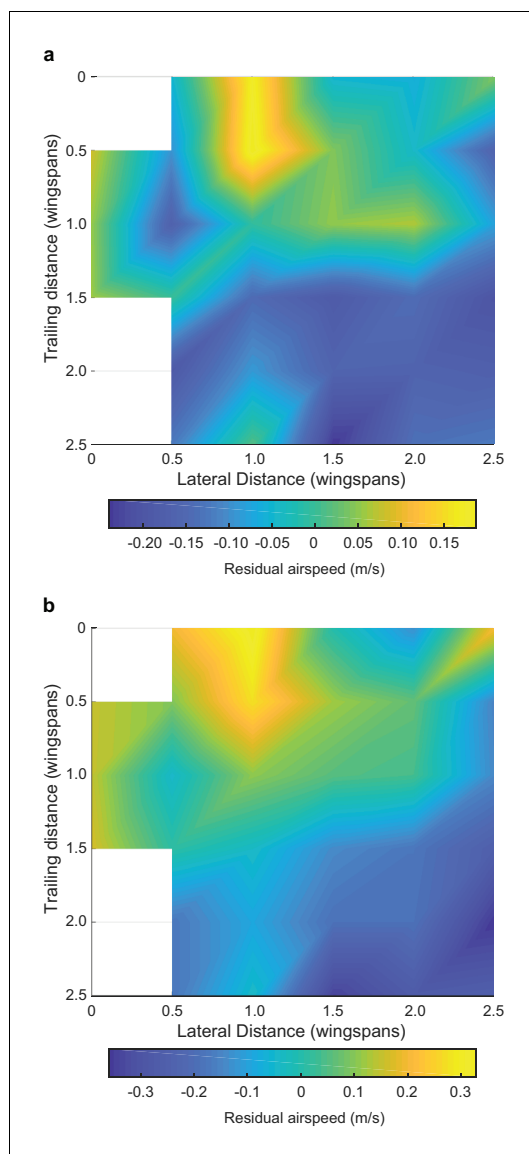 a
0
0.5
1.0
1.5
2.0
2.5
Trailing distance (wingspans)
0 0.5 1.0 1.5 2.0 2.5
Lateral Distance (wingspans)
-0.20 -0.15 -0.10 -0.05 0 0.05 0.10 0.15
Residual airspeed (m/s)
b
0
0.5
1.0
1.5
2.0
2.5
Trailing distance (wingspans)
0 0.5 1.0 1.5 2.0 2.5
Lateral Distance (wingspans)
-0.3 -0.2 -0.1 0 0.1 0.2 0.3
Residual airspeed (m/s)